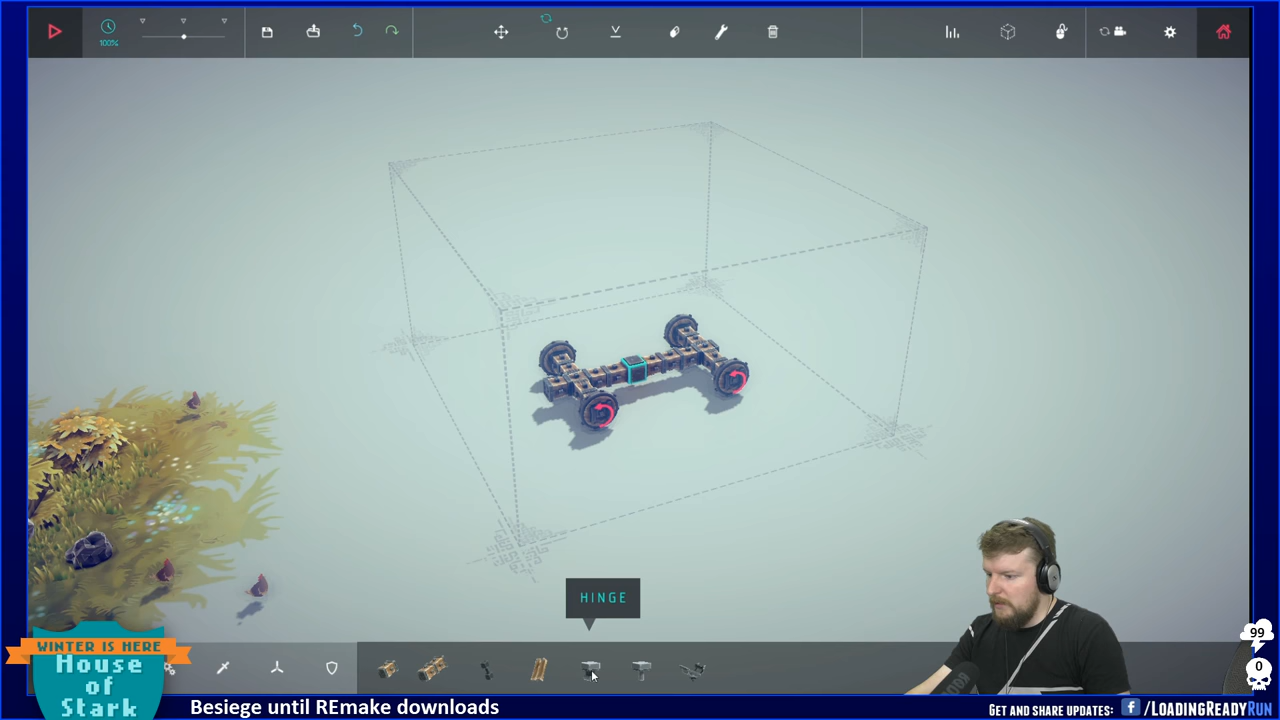 100%
HINGE
WINTER IS HERE
House
of
Stark
99
0
Besiege until REmake downloads
GET AND SHARE UPDATES: f /LOADINGREADYRUN